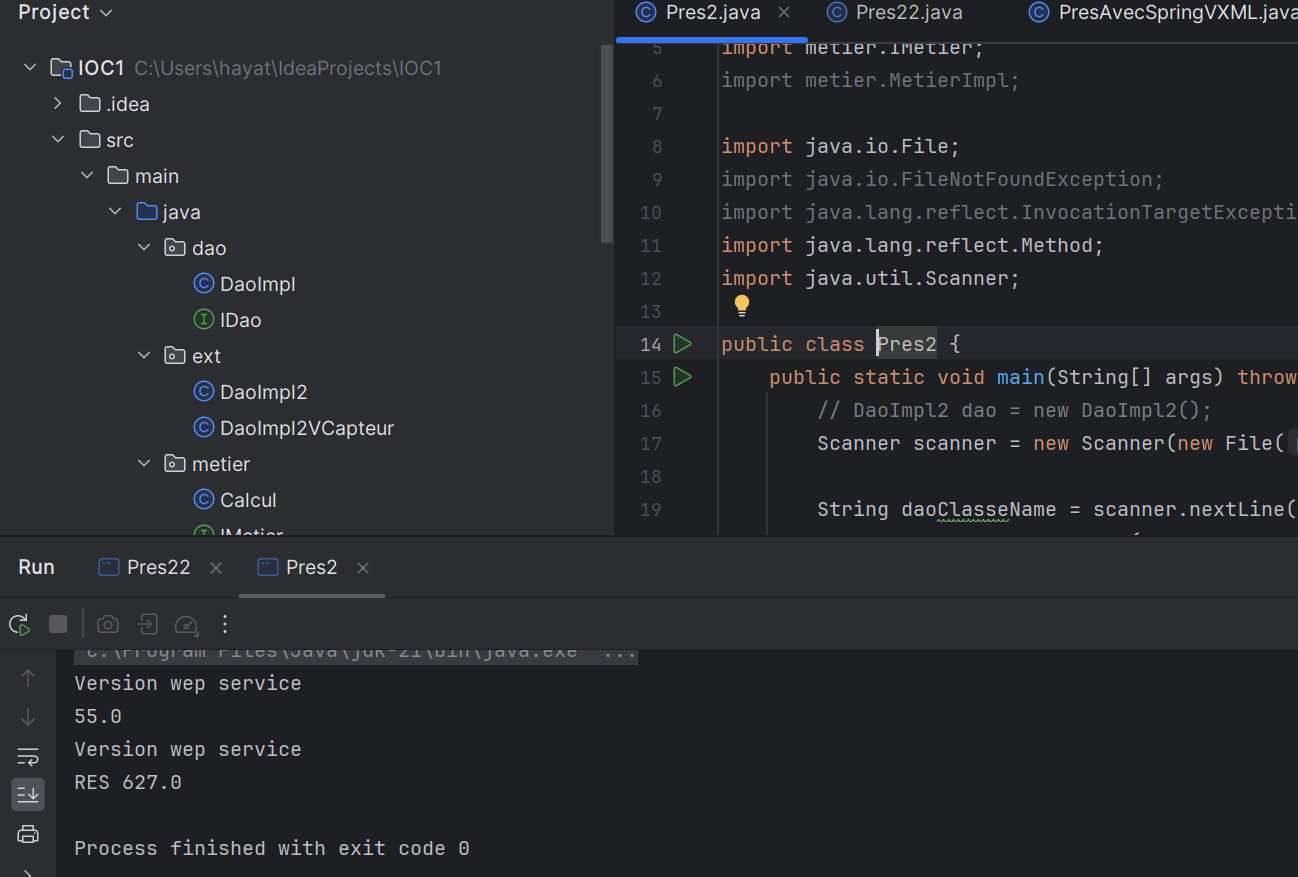 Project
IOC1 C:\Users\hayat\IdeaProjects\IOC1
.idea
src
main
java
dao
DaoImpl
IDao
ext
DaoImpl2
DaoImpl2VCapteur
metier
Calcul
IMetier
Pres2.java
Pres22.java
PresAvecSpringVXML.java
5 import metier.IMetier;
6 import metier.MetierImpl;
7
8 import java.io.File;
9 import java.io.FileNotFoundException;
10 import java.lang.reflect.InvocationTargetExcepti
11 import java.lang.reflect.Method;
12 import java.util.Scanner;
13
14 public class Pres2 {
15 public static void main(String[] args) throw
16 // DaoImpl2 dao = new DaoImpl2();
17 Scanner scanner = new Scanner(new File(
18
19 String daoClasseName = scanner.nextLine(
Run Pres22 Pres2
C:\Program Files\Java\jdk-21\bin\java.exe" ...
Version wep service
55.0
Version wep service
RES 627.0
Process finished with exit code 0